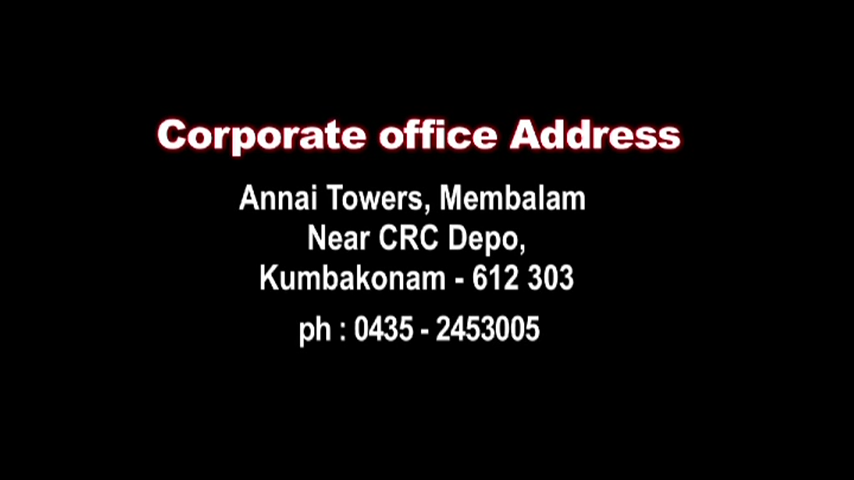 Corporate office Address
Annai Towers, Membalam
Near CRC Depo,
Kumbakonam - 612 303
ph : 0435 - 2453005